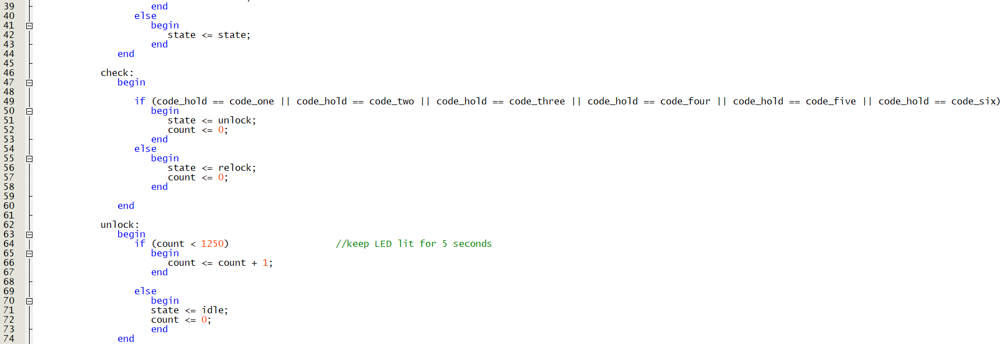 39 end
40 else
41 begin
42 state <= state;
43 end
44 end
45
46 check:
47 begin
48
49 if (code_hold == code_one || code_hold == code_two || code_hold == code_three || code_hold == code_four || code_hold == code_five || code_hold == code_six)
50 begin
51 state <= unlock;
52 count <= 0;
53 end
54 else
55 begin
56 state <= relock;
57 count <= 0;
58 end
59
60 end
61
62 unlock:
63 begin
64 if (count < 1250) //keep LED lit for 5 seconds
65 begin
66 count <= count + 1;
67 end
68
69 else
70 begin
71 state <= idle;
72 count <= 0;
73 end
74 end